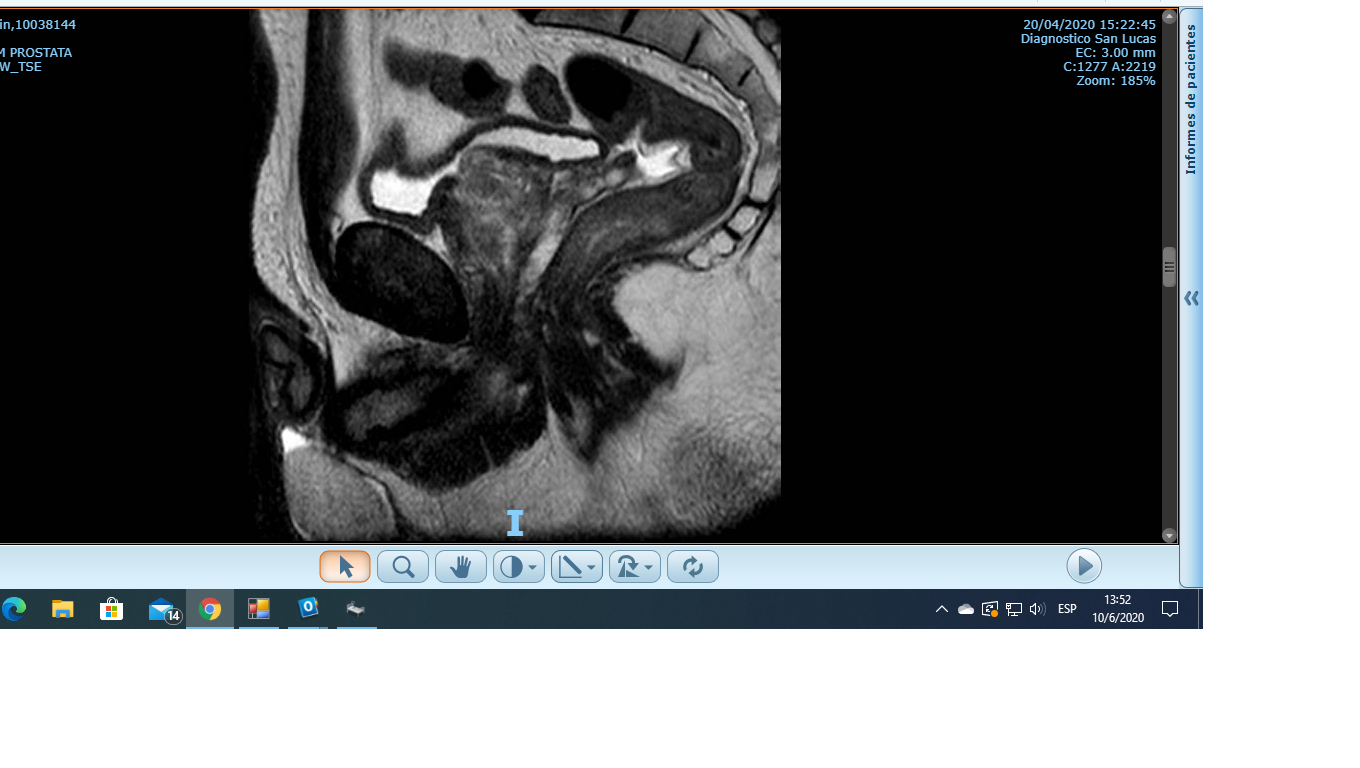 in,10038144
M PROSTATA
W_TSE
20/04/2020 15:22:45
Diagnostico San Lucas
EC: 3.00 mm
C:1277 A:2219
Zoom: 185%
Informes de pacientes
I
14
ESP
13:52
10/6/2020